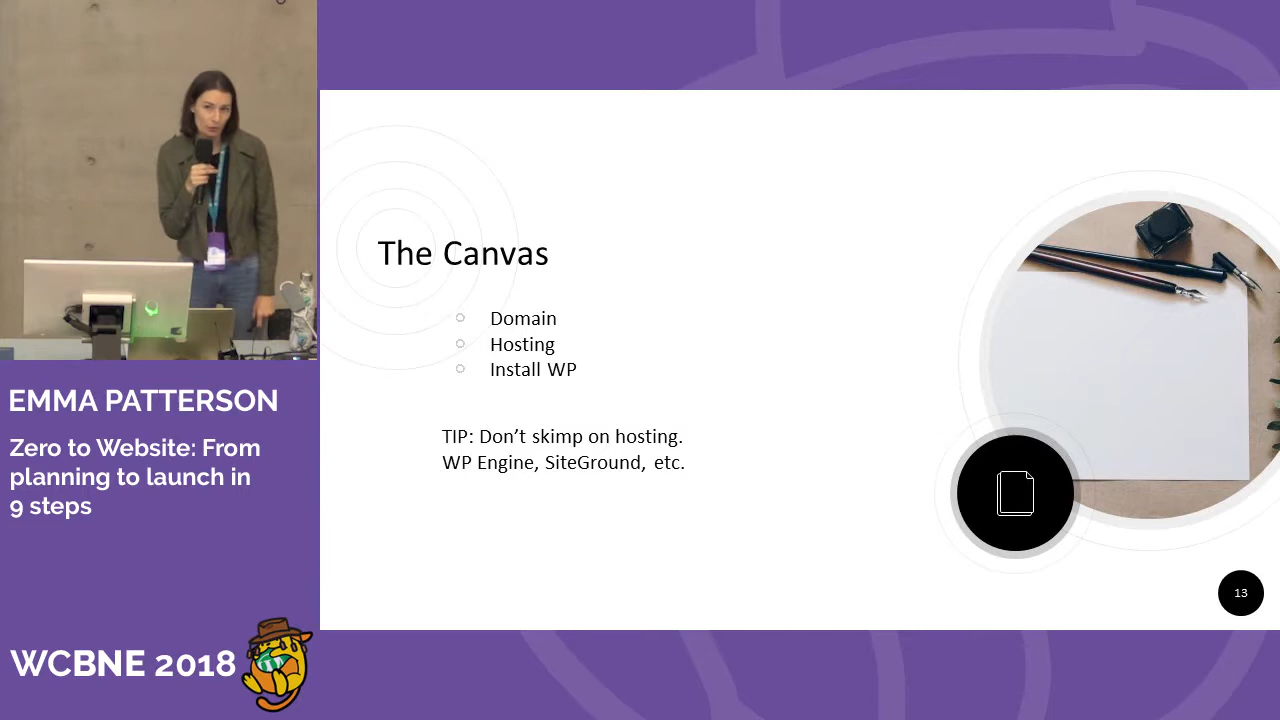 EMMA PATTERSON
Zero to Website: From
planning to launch in
9 steps
WCBNE 2018
The Canvas
Domain
Hosting
Install WP
TIP: Don’t skimp on hosting.
WP Engine, SiteGround, etc.
13